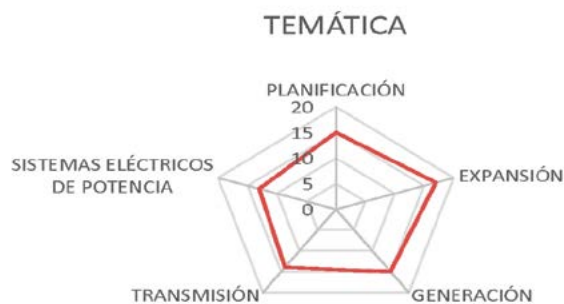 TEMÁTICA
PLANIFICACIÓN
20
15
10
5
0
EXPANSIÓN
GENERACIÓN
TRANSMISIÓN
SISTEMAS ELÉCTRICOS
DE POTENCIA